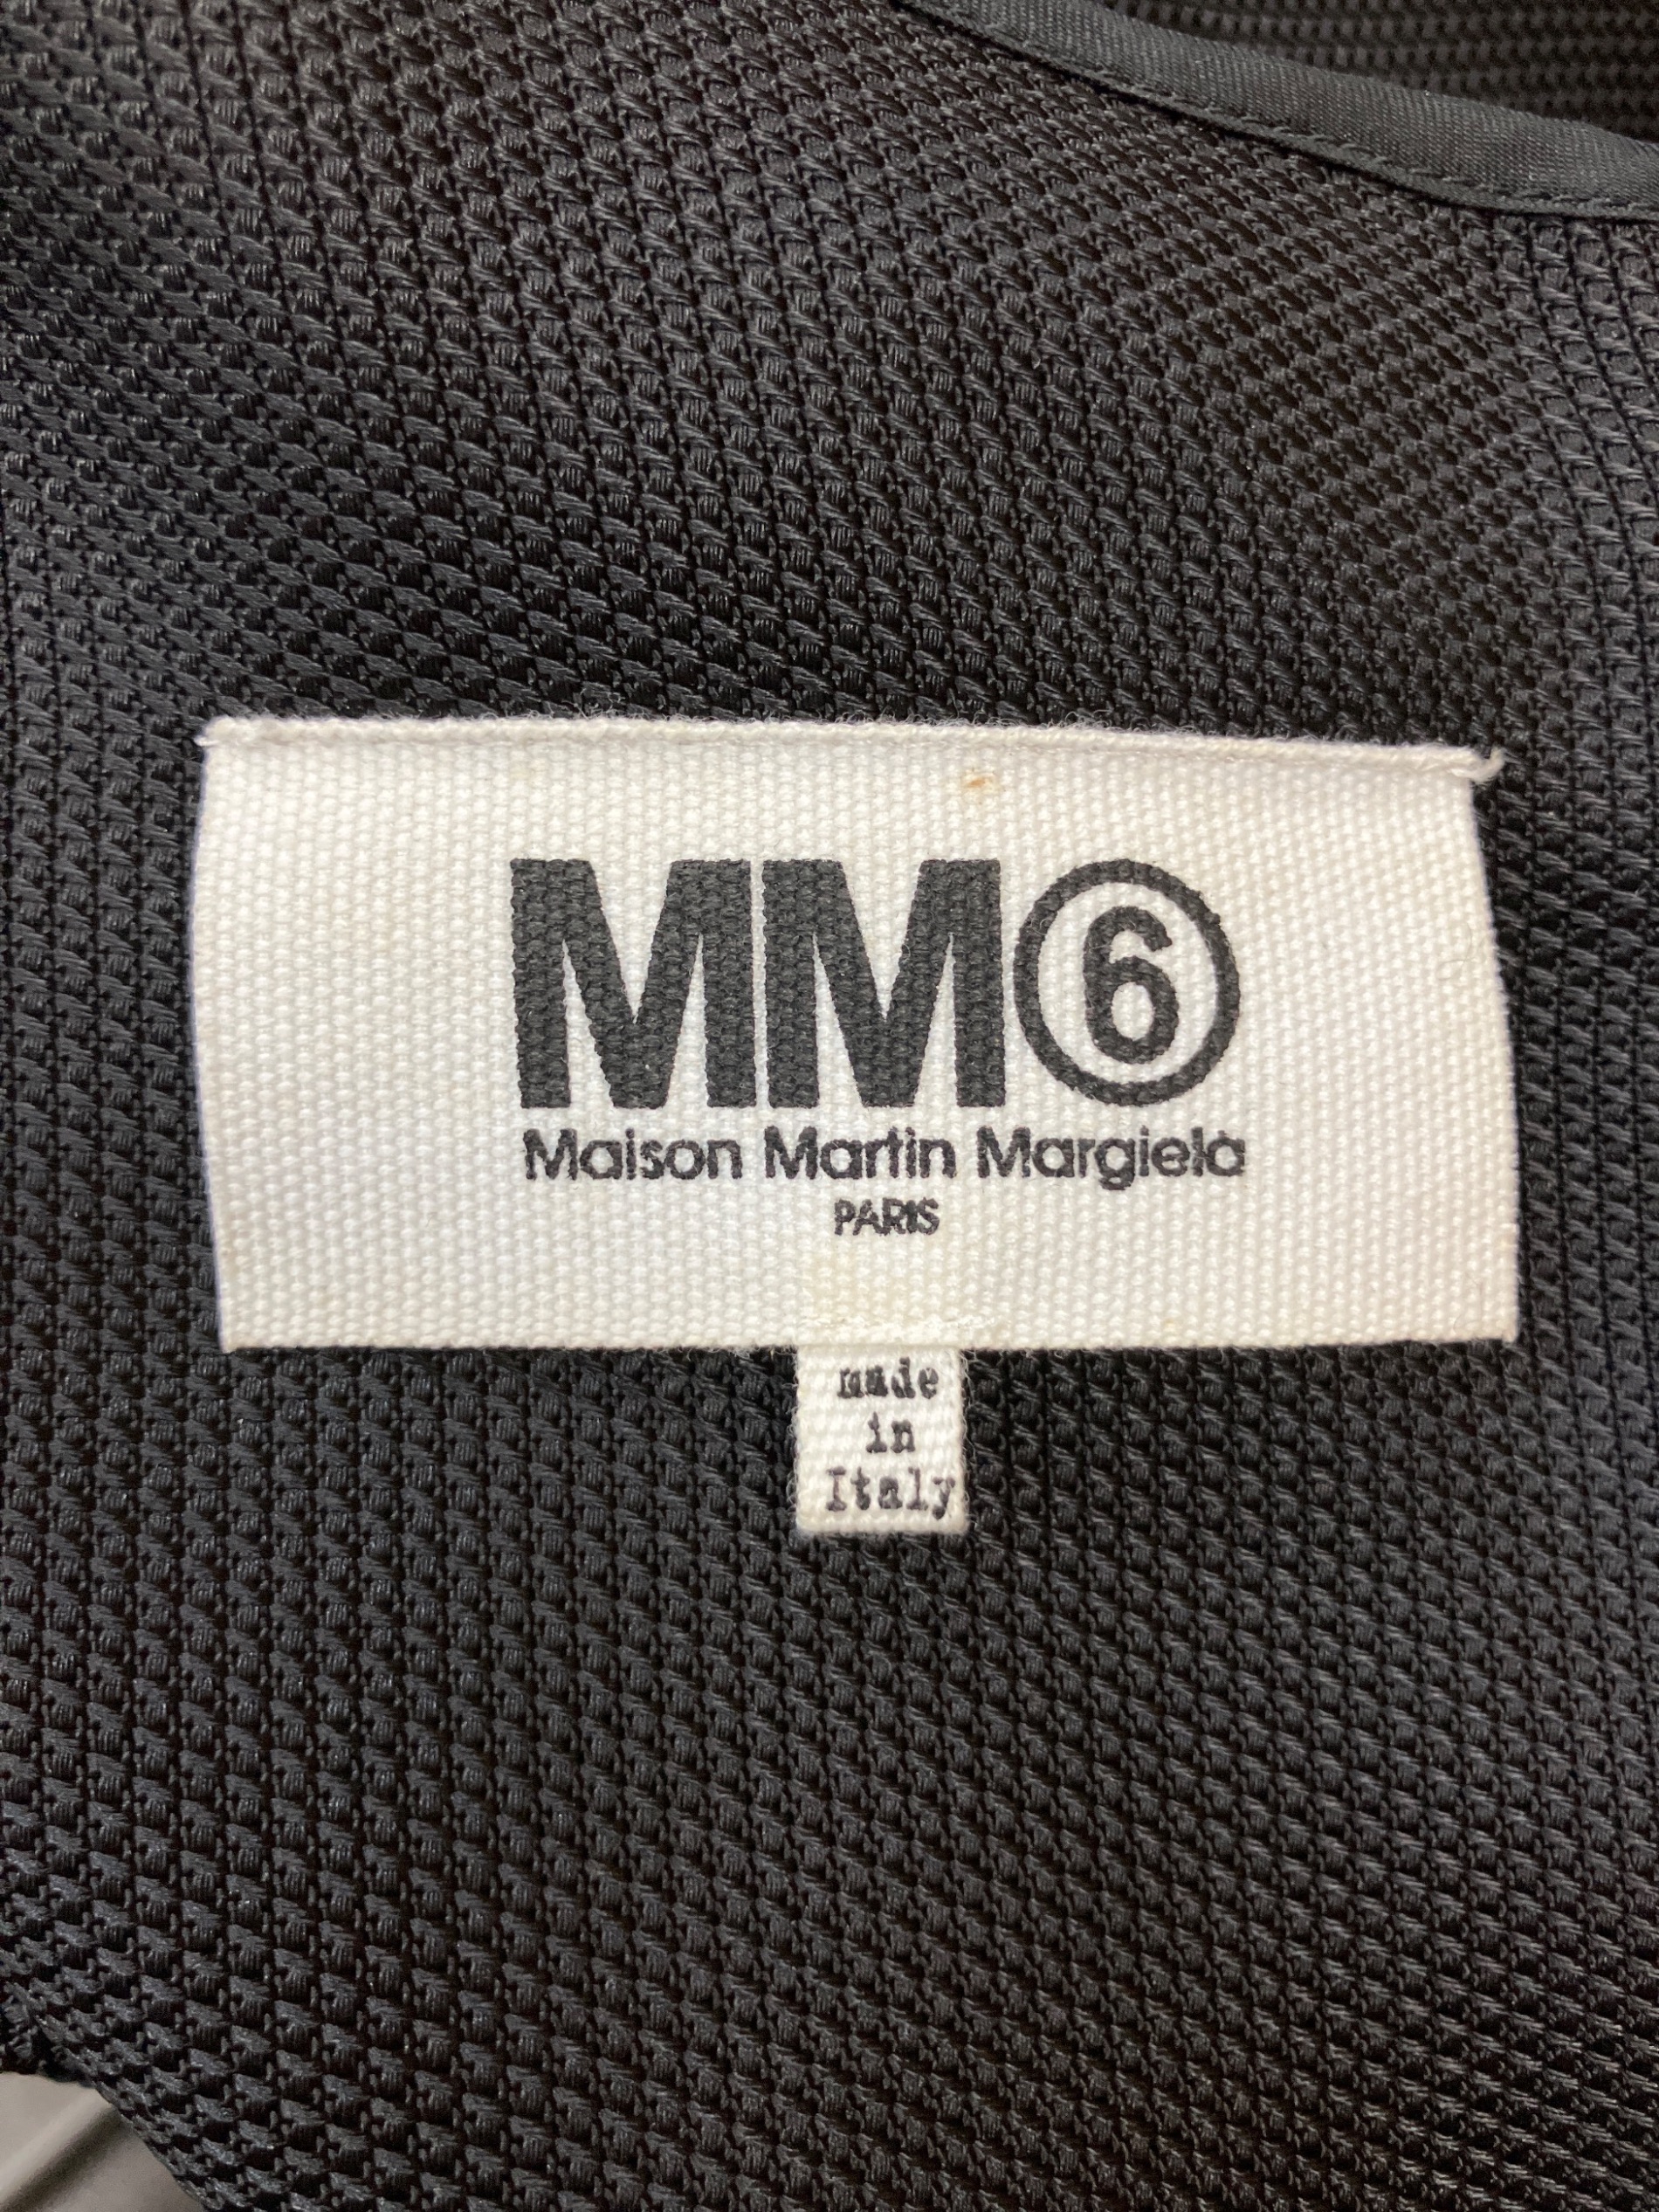 MM⑥
Maison Martin Margiela
PARIS
made
in
Italy